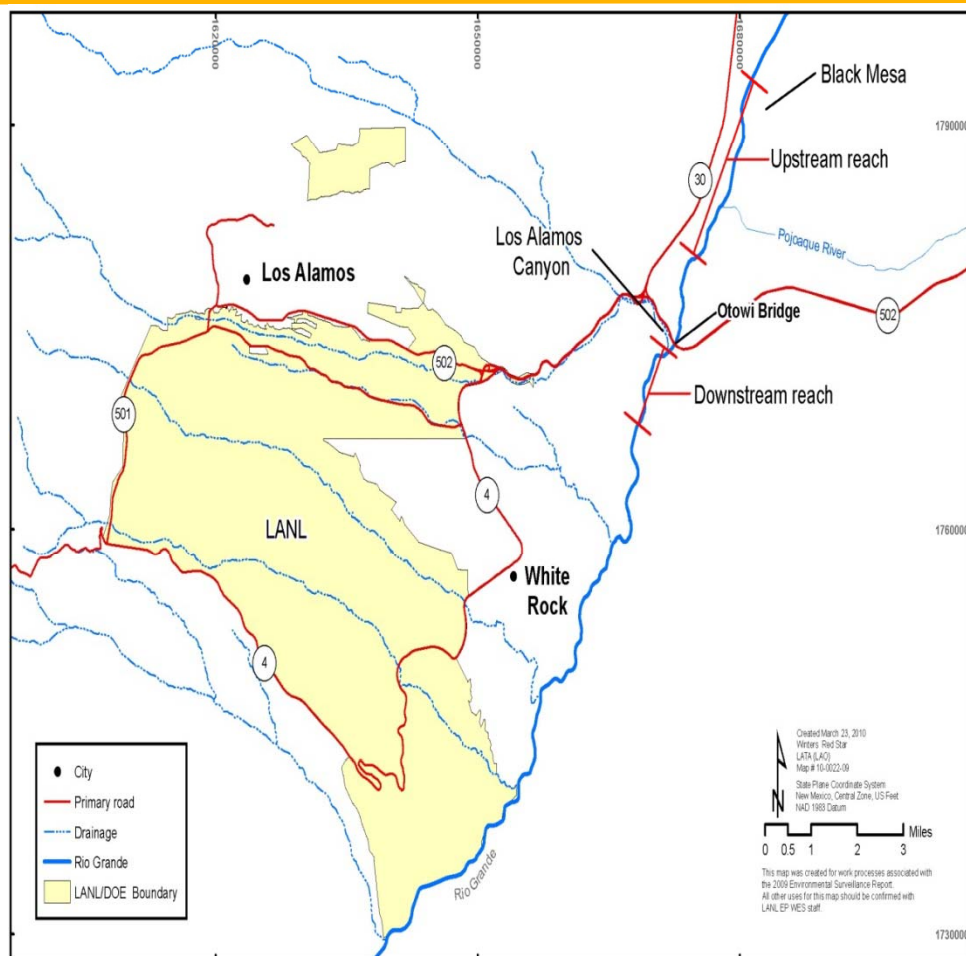 1620000
1650000
1680000
Black Mesa
1790000
Upstream reach
30
Los Alamos
Canyon
Pojoaque River
Los Alamos
Otowi Bridge
502
502
Downstream reach
501
4
LANL
1760000
White
Rock
4
Created March 23, 2010
Winters Red Star
LATA (LAO)
Map # 10-0022-09
State Plane Coordinate System
New Mexico, Central Zone, US Feet
NAD 1983 Datum
N
City
Primary road
Drainage
Rio Grande
LANL/DOE Boundary
Miles
0 0.5 1 2 3
Rio Grande
This map was created for work processes associated with
the 2009 Environmental Surveillance Report.
All other uses for this map should be confirmed with
LANL EP WES staff.
1730000